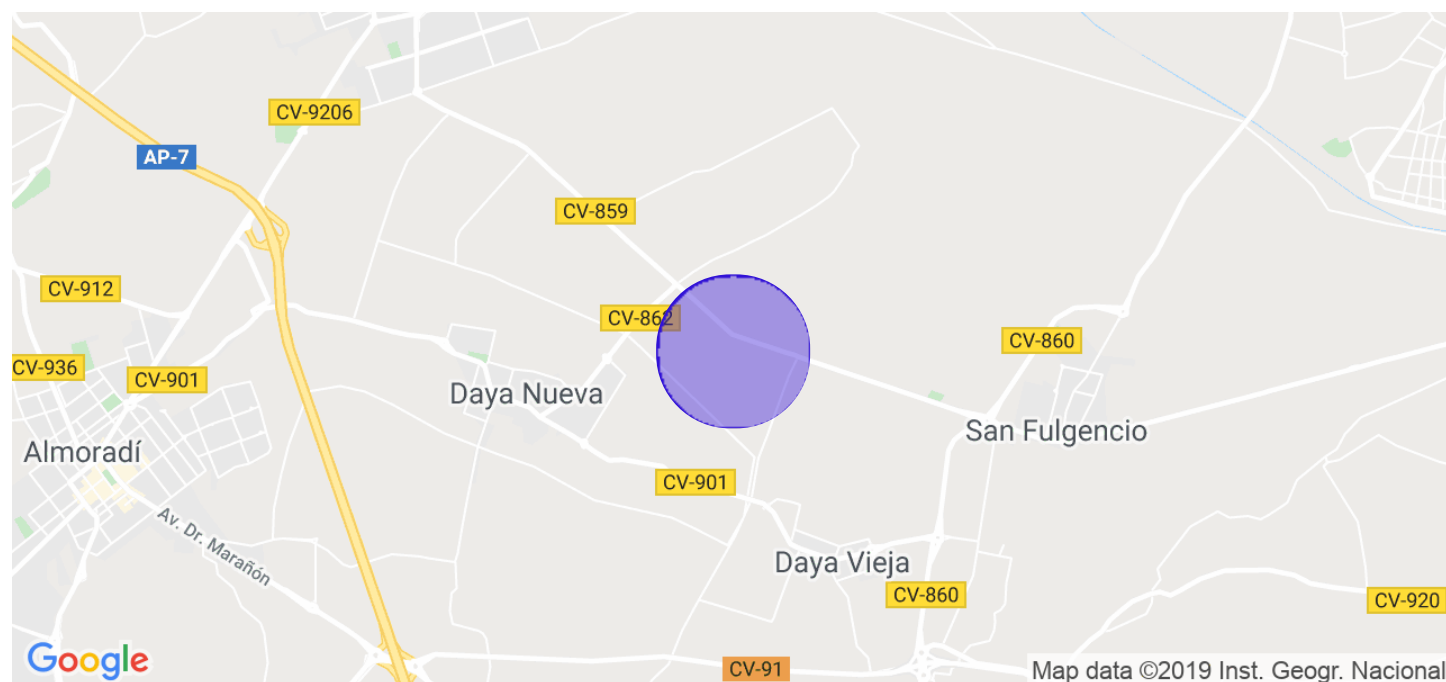 CV-9206
AP-7
CV-859
CV-912
CV-862
CV-860
CV-936
CV-901
Daya Nueva
San Fulgencio
Almoradí
CV-901
Av. Dr. Marañón
Daya Vieja
CV-860
CV-920
Google
CV-91
Map data ©2019 Inst. Geogr. Nacional